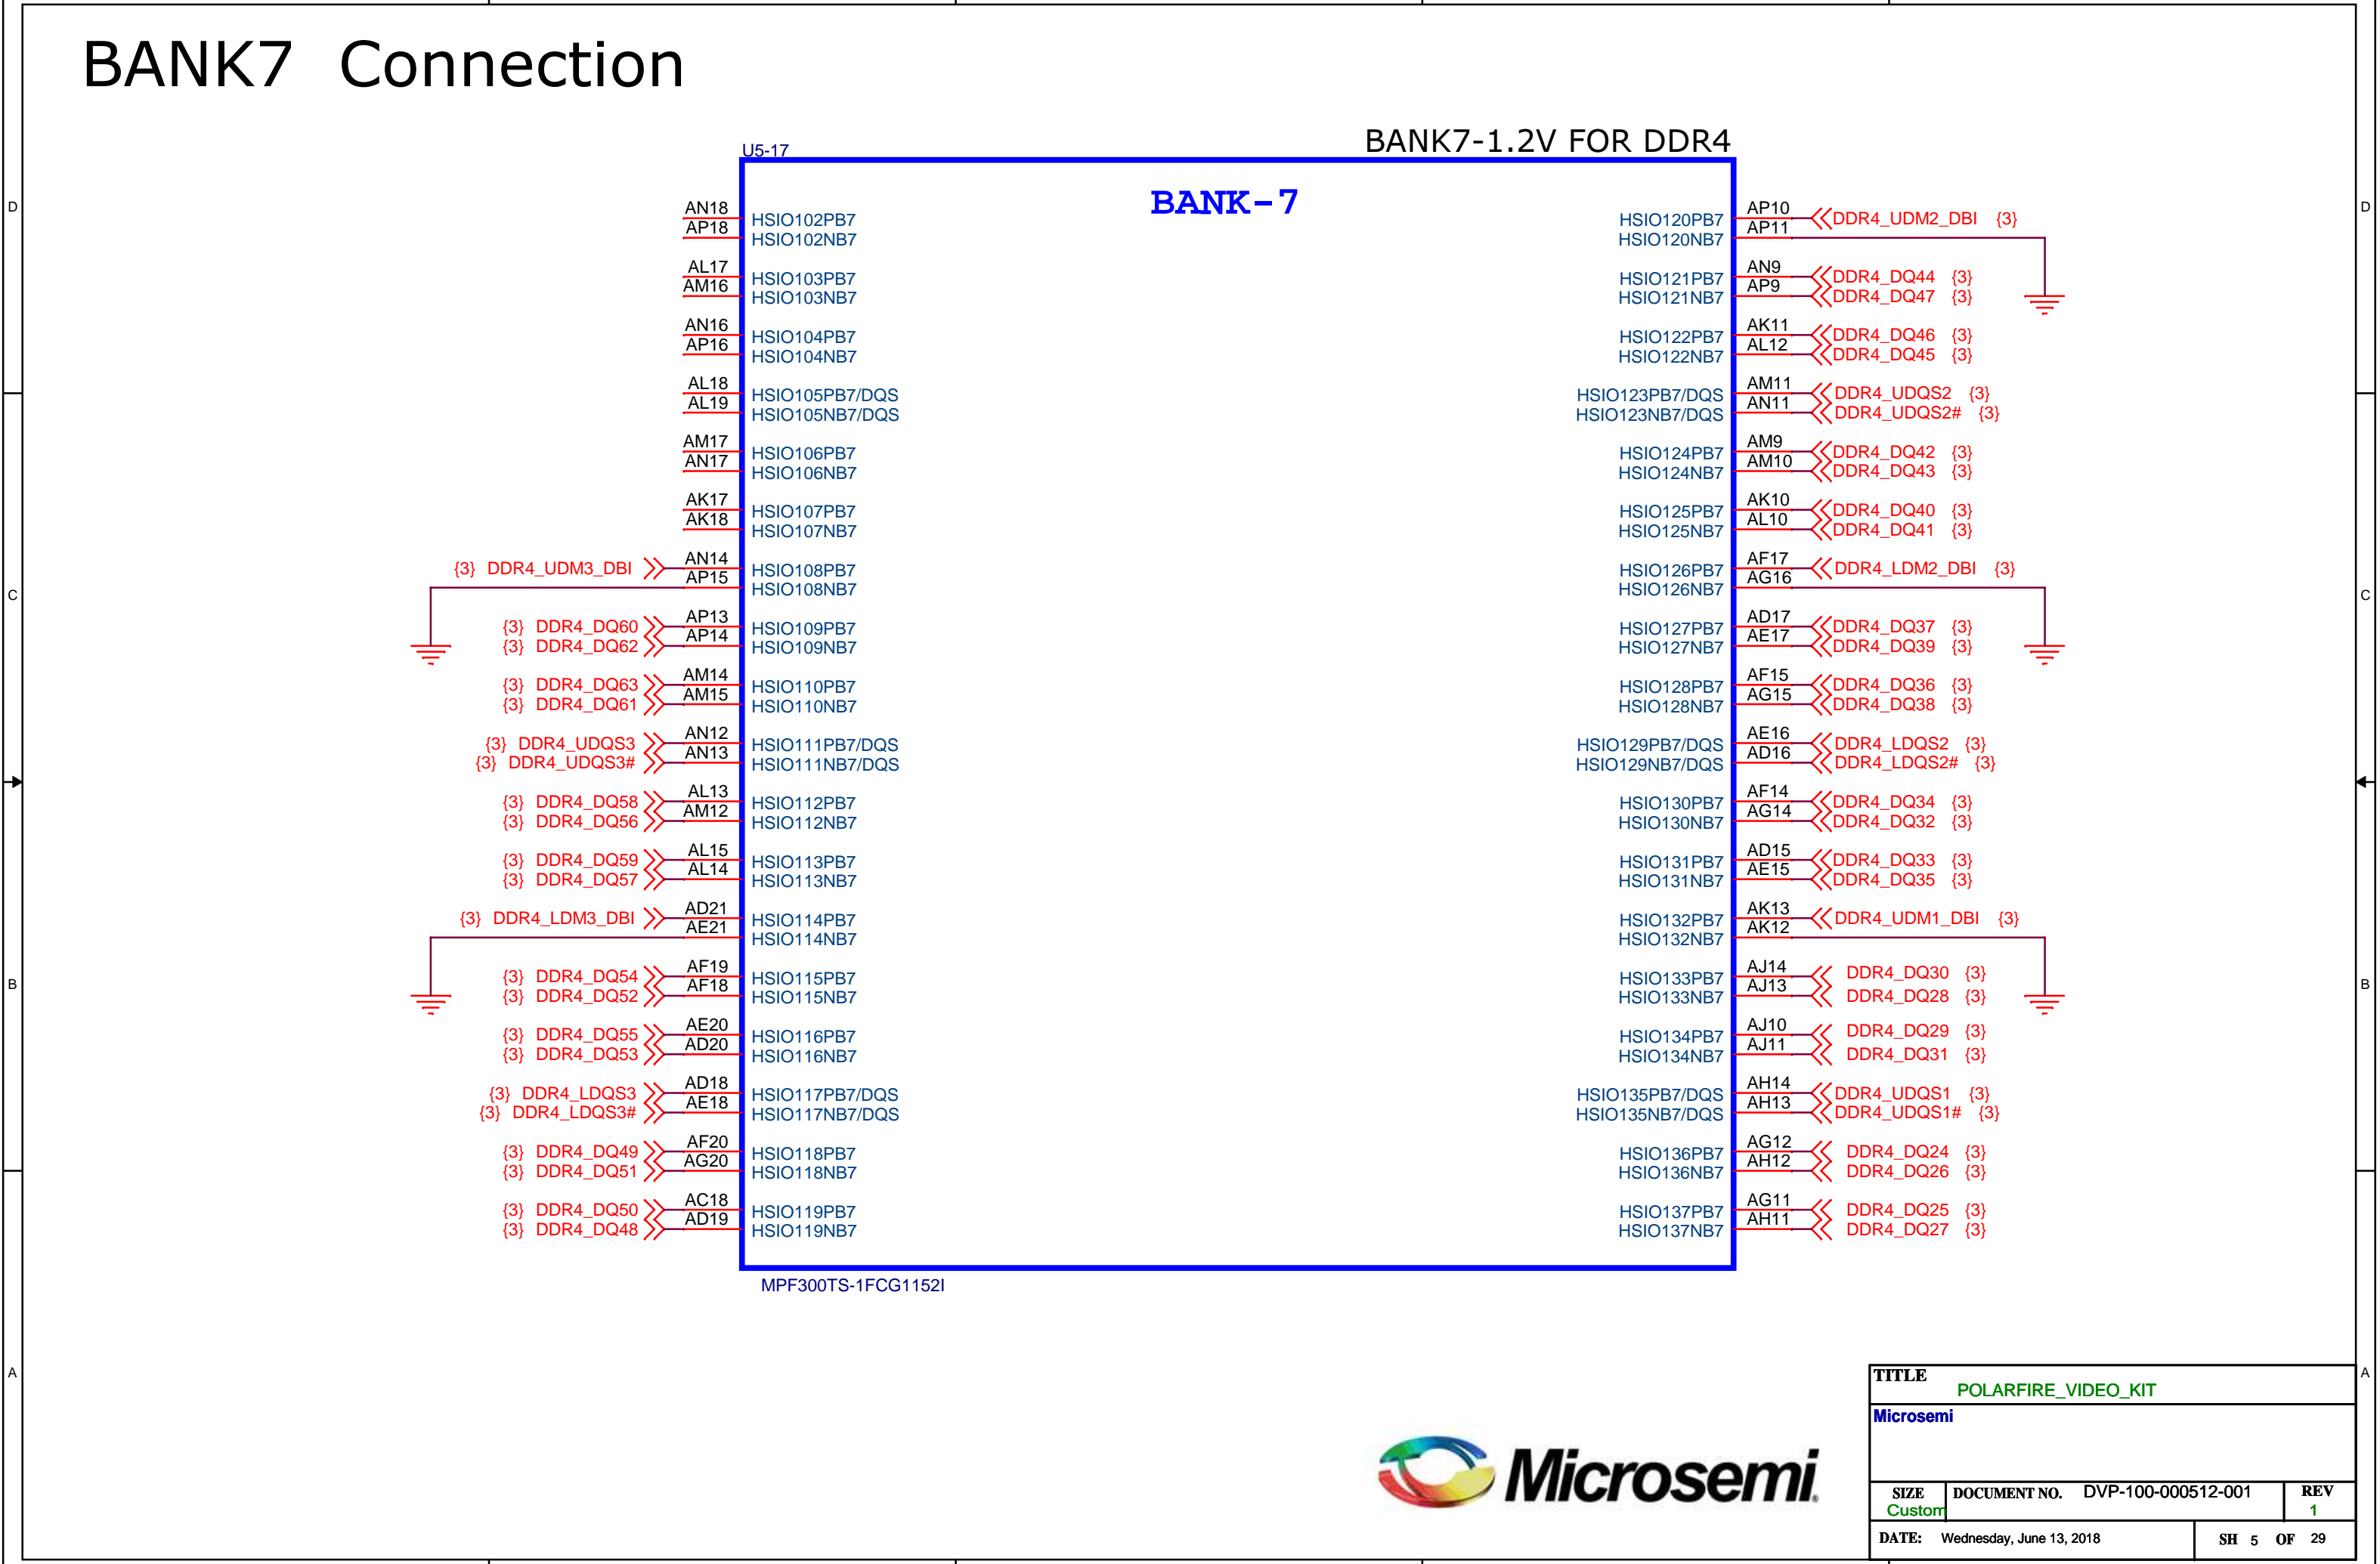 BANK7 Connection
BANK7-1.2V FOR DDR4
U5-17
BANK-7
AN18 HSIO102PB7 HSIO120PB7 AP10 DDR4_UDM2_DBI {3}
AP18 HSIO102NB7 HSIO120NB7 AP11
AL17 HSIO103PB7 HSIO121PB7 AN9 DDR4_DQ44 {3}
AM16 HSIO103NB7 HSIO121NB7 AP9 DDR4_DQ47 {3}
AN16 HSIO104PB7 HSIO122PB7 AK11 DDR4_DQ46 {3}
AP16 HSIO104NB7 HSIO122NB7 AL12 DDR4_DQ45 {3}
AL18 HSIO105PB7/DQS HSIO123PB7/DQS AM11 DDR4_UDQS2 {3}
AL19 HSIO105NB7/DQS HSIO123NB7/DQS AN11 DDR4_UDQS2# {3}
AM17 HSIO106PB7 HSIO124PB7 AM9 DDR4_DQ42 {3}
AN17 HSIO106NB7 HSIO124NB7 AM10 DDR4_DQ43 {3}
AK17 HSIO107PB7 HSIO125PB7 AK10 DDR4_DQ40 {3}
AK18 HSIO107NB7 HSIO125NB7 AL10 DDR4_DQ41 {3}
{3} DDR4_UDM3_DBI AN14 HSIO108PB7 HSIO126PB7 AF17 DDR4_LDM2_DBI {3}
AP15 HSIO108NB7 HSIO126NB7 AG16
{3} DDR4_DQ60 AP13 HSIO109PB7 HSIO127PB7 AD17 DDR4_DQ37 {3}
{3} DDR4_DQ62 AP14 HSIO109NB7 HSIO127NB7 AE17 DDR4_DQ39 {3}
{3} DDR4_DQ63 AM14 HSIO110PB7 HSIO128PB7 AF15 DDR4_DQ36 {3}
{3} DDR4_DQ61 AM15 HSIO110NB7 HSIO128NB7 AG15 DDR4_DQ38 {3}
{3} DDR4_UDQS3 AN12 HSIO111PB7/DQS HSIO129PB7/DQS AE16 DDR4_LDQS2 {3}
{3} DDR4_UDQS3# AN13 HSIO111NB7/DQS HSIO129NB7/DQS AD16 DDR4_LDQS2# {3}
{3} DDR4_DQ58 AL13 HSIO112PB7 HSIO130PB7 AF14 DDR4_DQ34 {3}
{3} DDR4_DQ56 AM12 HSIO112NB7 HSIO130NB7 AG14 DDR4_DQ32 {3}
{3} DDR4_DQ59 AL15 HSIO113PB7 HSIO131PB7 AD15 DDR4_DQ33 {3}
{3} DDR4_DQ57 AL14 HSIO113NB7 HSIO131NB7 AE15 DDR4_DQ35 {3}
{3} DDR4_LDM3_DBI AD21 HSIO114PB7 HSIO132PB7 AK13 DDR4_UDM1_DBI {3}
AE21 HSIO114NB7 HSIO132NB7 AK12
{3} DDR4_DQ54 AF19 HSIO115PB7 HSIO133PB7 AJ14 DDR4_DQ30 {3}
{3} DDR4_DQ52 AF18 HSIO115NB7 HSIO133NB7 AJ13 DDR4_DQ28 {3}
{3} DDR4_DQ55 AE20 HSIO116PB7 HSIO134PB7 AJ10 DDR4_DQ29 {3}
{3} DDR4_DQ53 AD20 HSIO116NB7 HSIO134NB7 AJ11 DDR4_DQ31 {3}
{3} DDR4_LDQS3 AD18 HSIO117PB7/DQS HSIO135PB7/DQS AH14 DDR4_UDQS1 {3}
{3} DDR4_LDQS3# AE18 HSIO117NB7/DQS HSIO135NB7/DQS AH13 DDR4_UDQS1# {3}
{3} DDR4_DQ49 AF20 HSIO118PB7 HSIO136PB7 AG12 DDR4_DQ24 {3}
{3} DDR4_DQ51 AG20 HSIO118NB7 HSIO136NB7 AH12 DDR4_DQ26 {3}
{3} DDR4_DQ50 AC18 HSIO119PB7 HSIO137PB7 AG11 DDR4_DQ25 {3}
{3} DDR4_DQ48 AD19 HSIO119NB7 HSIO137NB7 AH11 DDR4_DQ27 {3}
MPF300TS-1FCG1152I
D D
C C
B B
A A
Microsemi®
TITLE
POLARFIRE_VIDEO_KIT
Microsemi
SIZE DOCUMENT NO. DVP-100-000512-001 REV
Custom 1
DATE: Wednesday, June 13, 2018 SH 5 OF 29